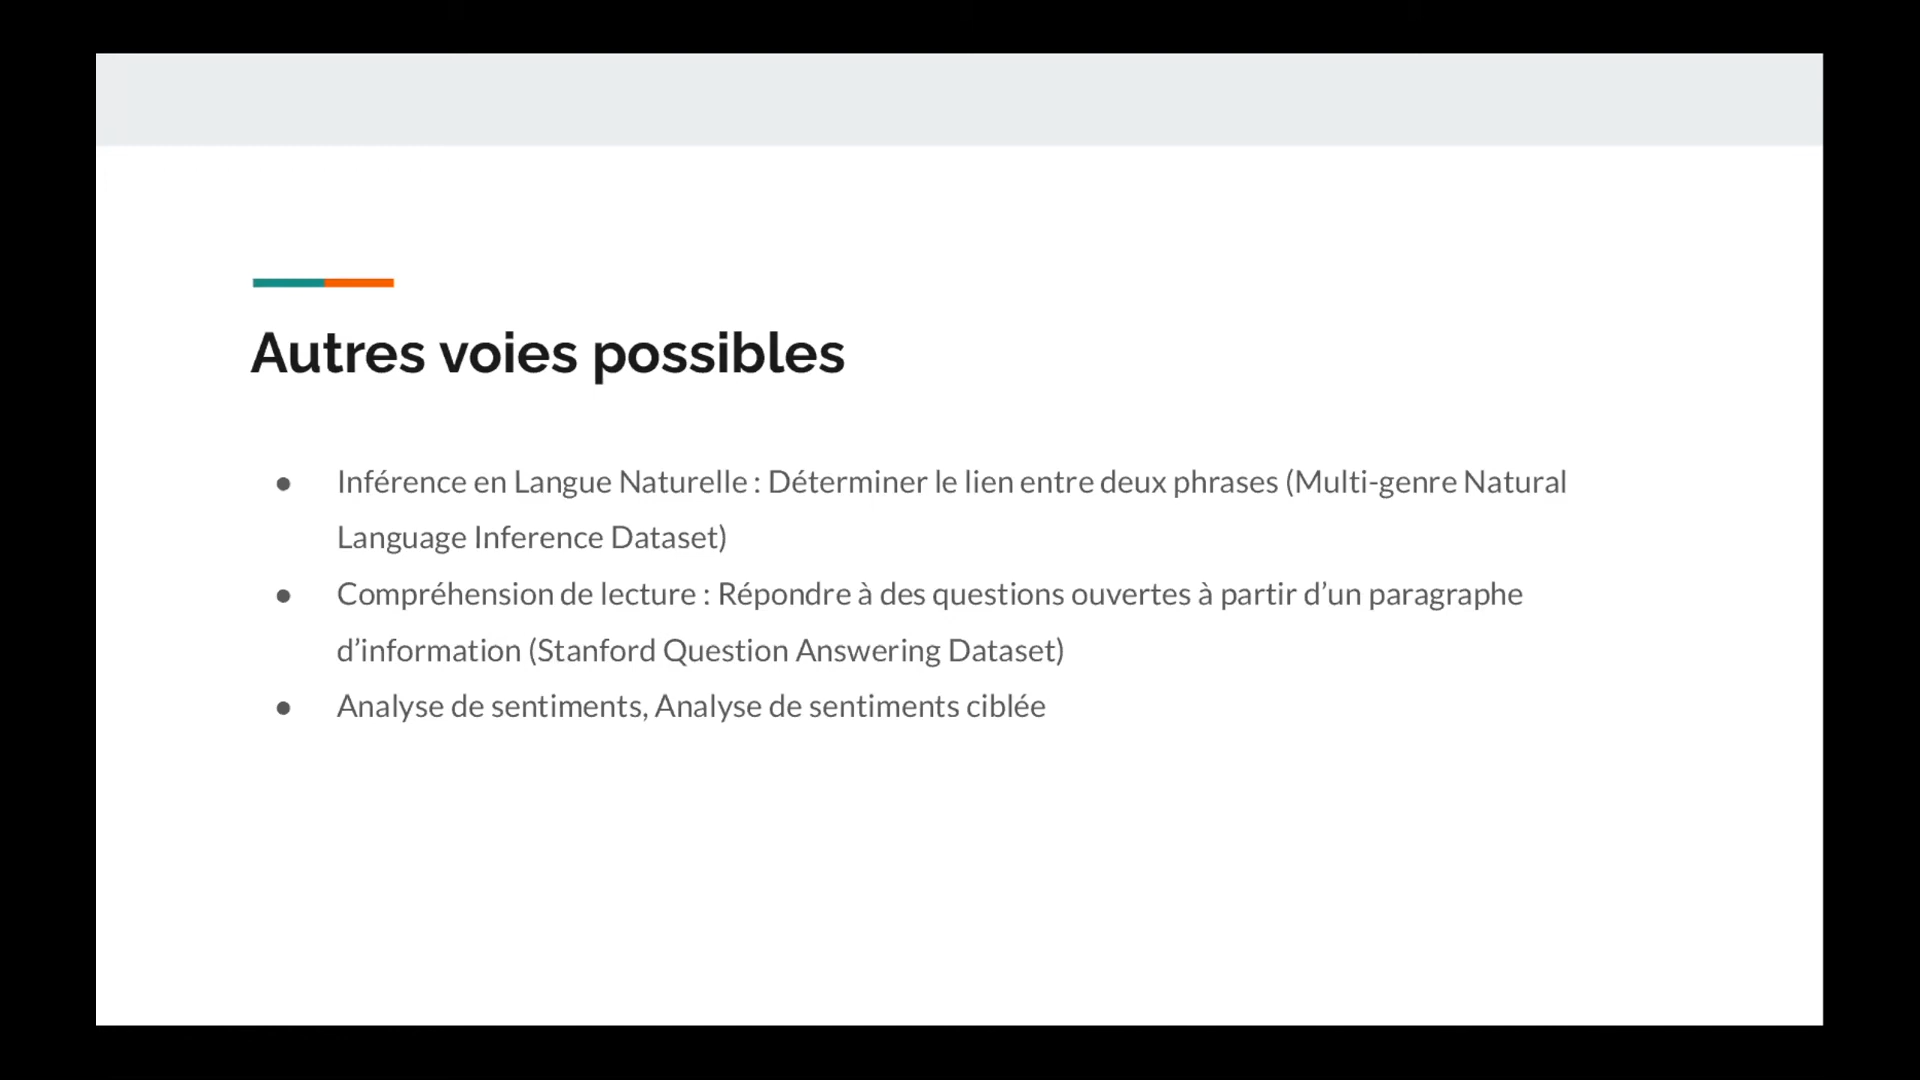 Autres voies possibles
● Inférence en Langue Naturelle : Déterminer le lien entre deux phrases (Multi-genre Natural
Language Inference Dataset)
● Compréhension de lecture : Répondre à des questions ouvertes à partir d’un paragraphe
d’information (Stanford Question Answering Dataset)
● Analyse de sentiments, Analyse de sentiments ciblée